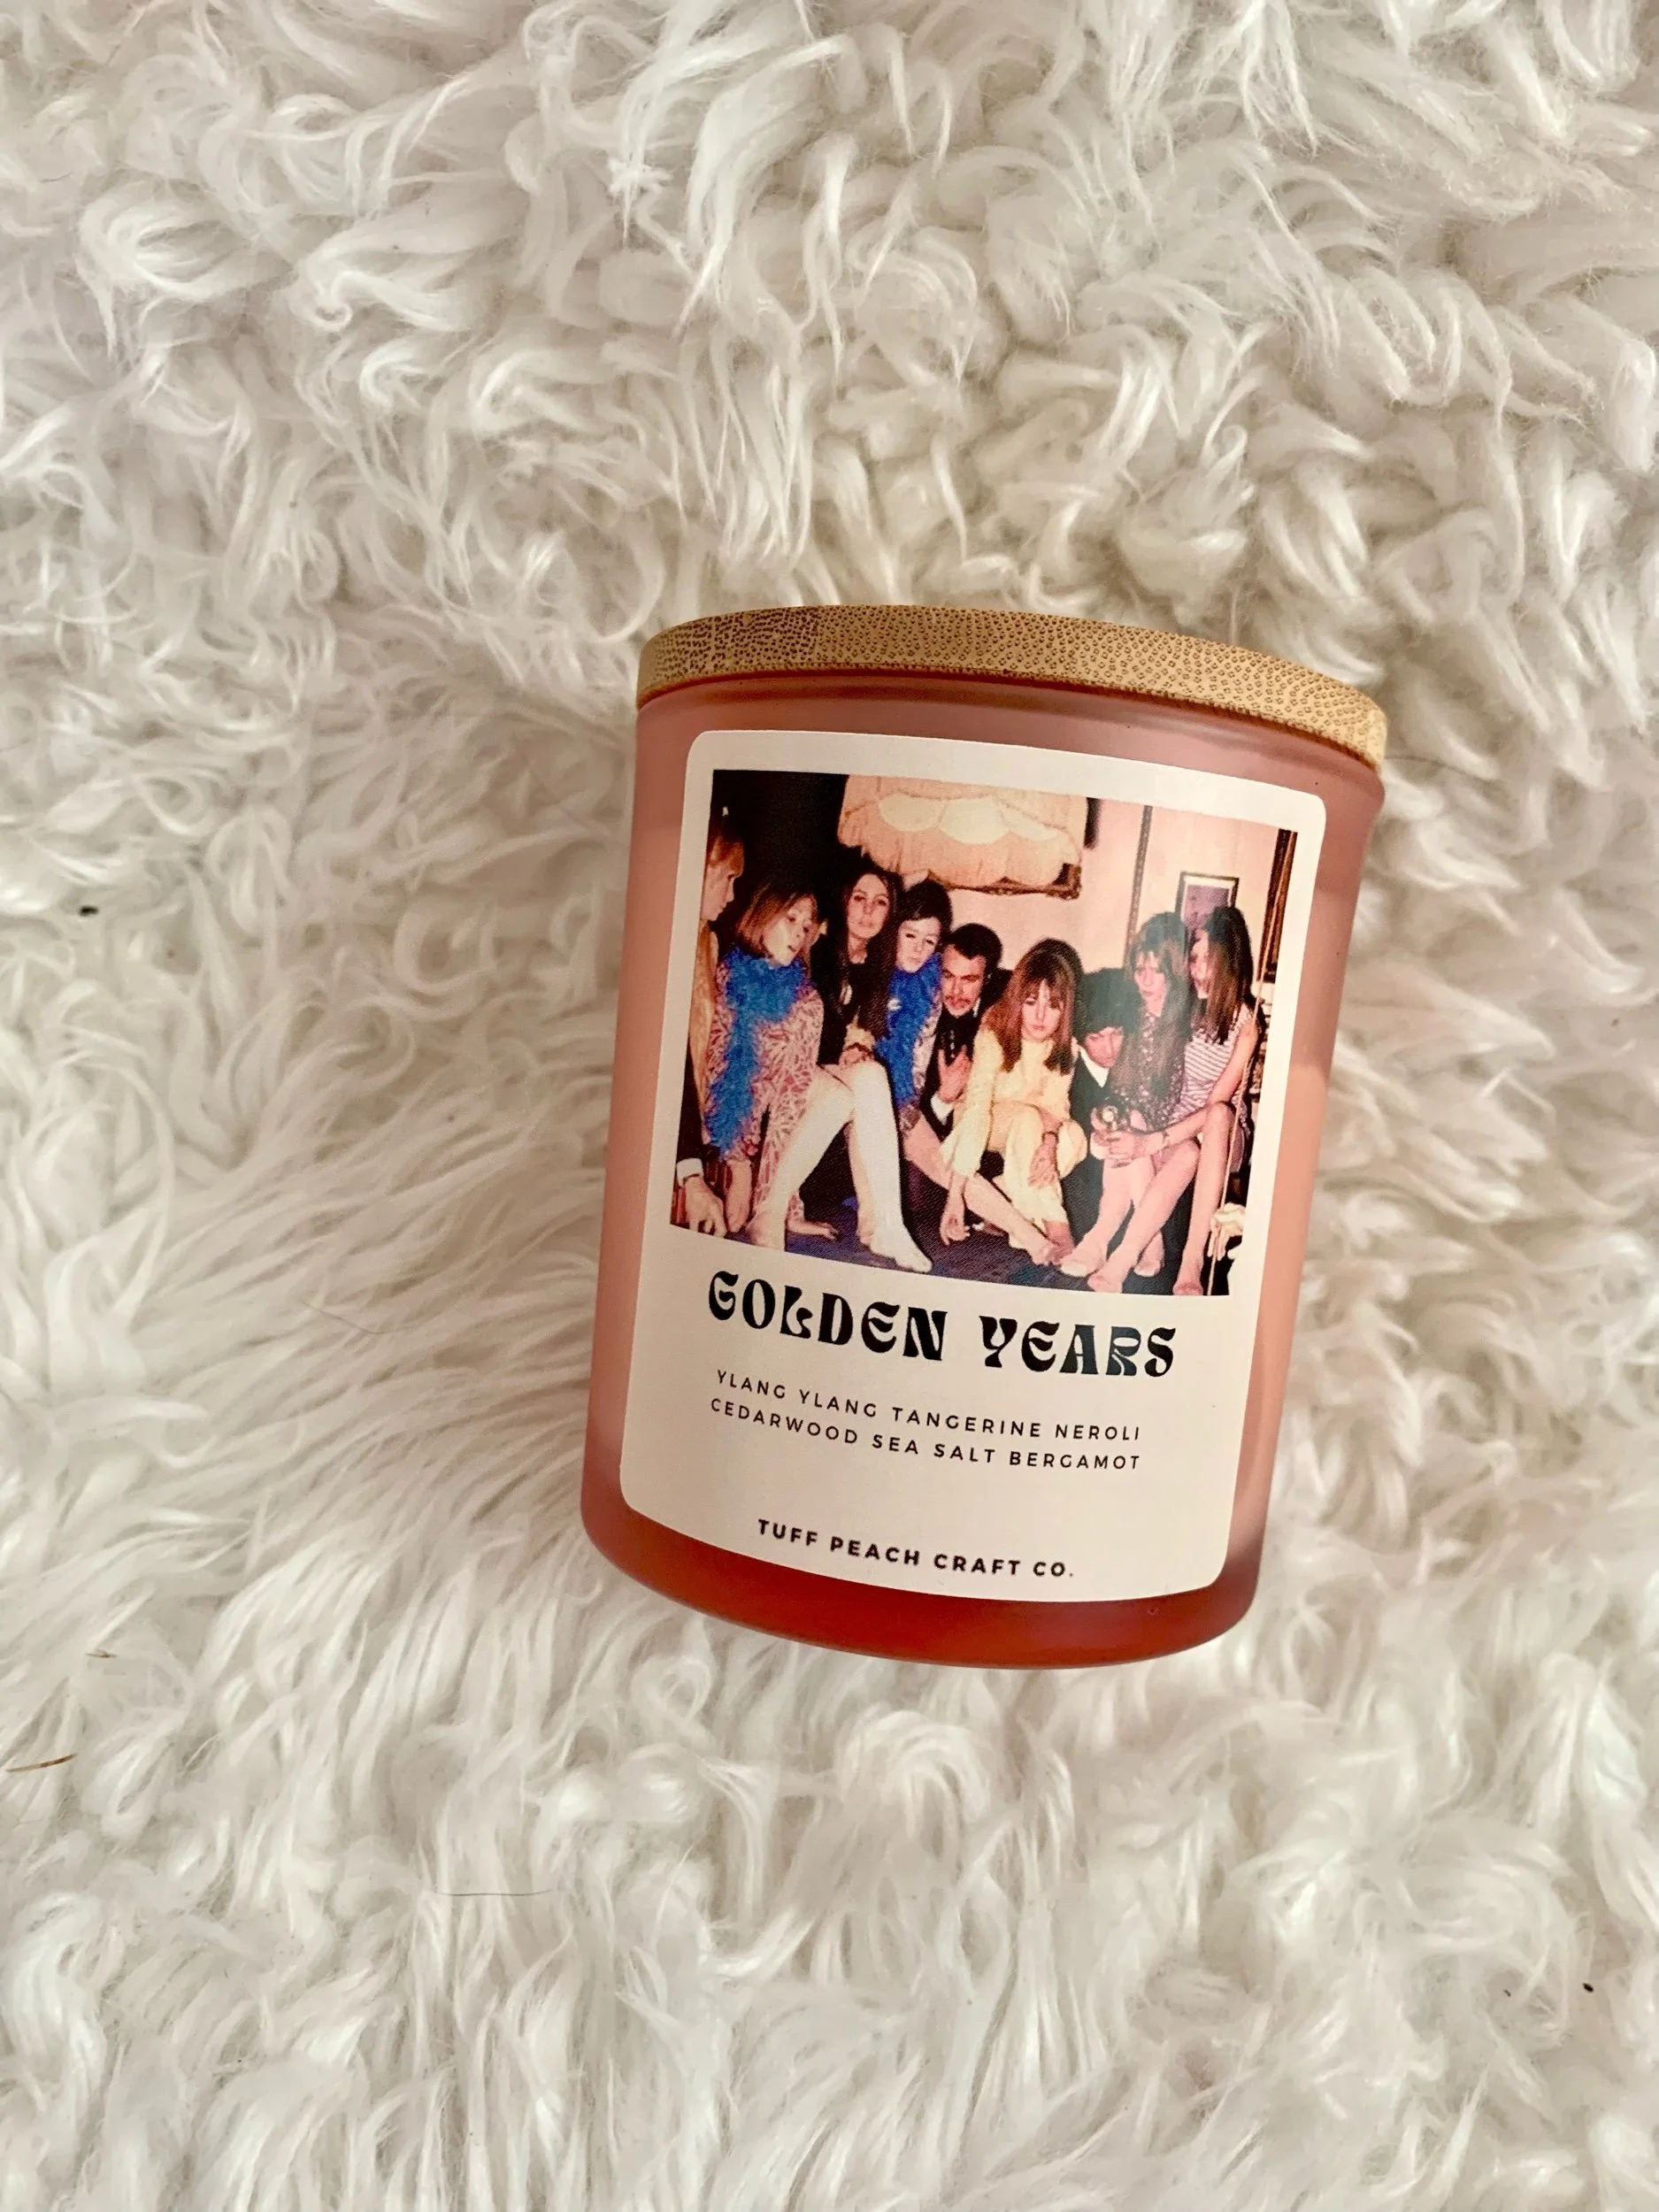 GOLDEN YEARS
YLANG YLANG TANGERINE NEROLI
CEDARWOOD SEA SALT BERGAMOT
TUFF PEACH CRAFT CO.